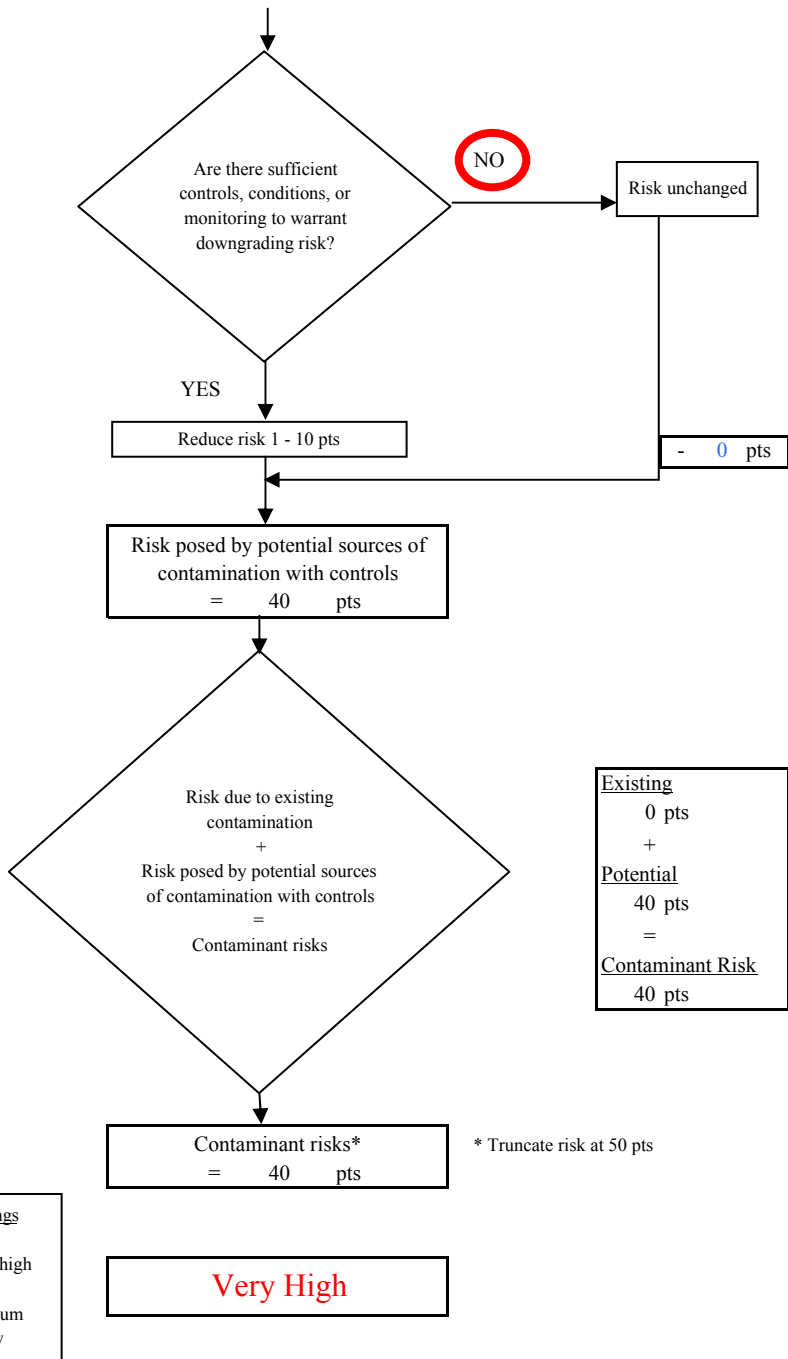 Are there sufficient
controls, conditions, or
monitoring to warrant
downgrading risk?
NO
Risk unchanged
YES
Reduce risk 1 - 10 pts
- 0 pts
Risk posed by potential sources of
contamination with controls
= 40 pts
Risk due to existing
contamination
+
Risk posed by potential sources
of contamination with controls
=
Contaminant risks
Existing
0 pts
+
Potential
40 pts
=
Contaminant Risk
40 pts
Contaminant risks*
= 40 pts
* Truncate risk at 50 pts
high
Very High